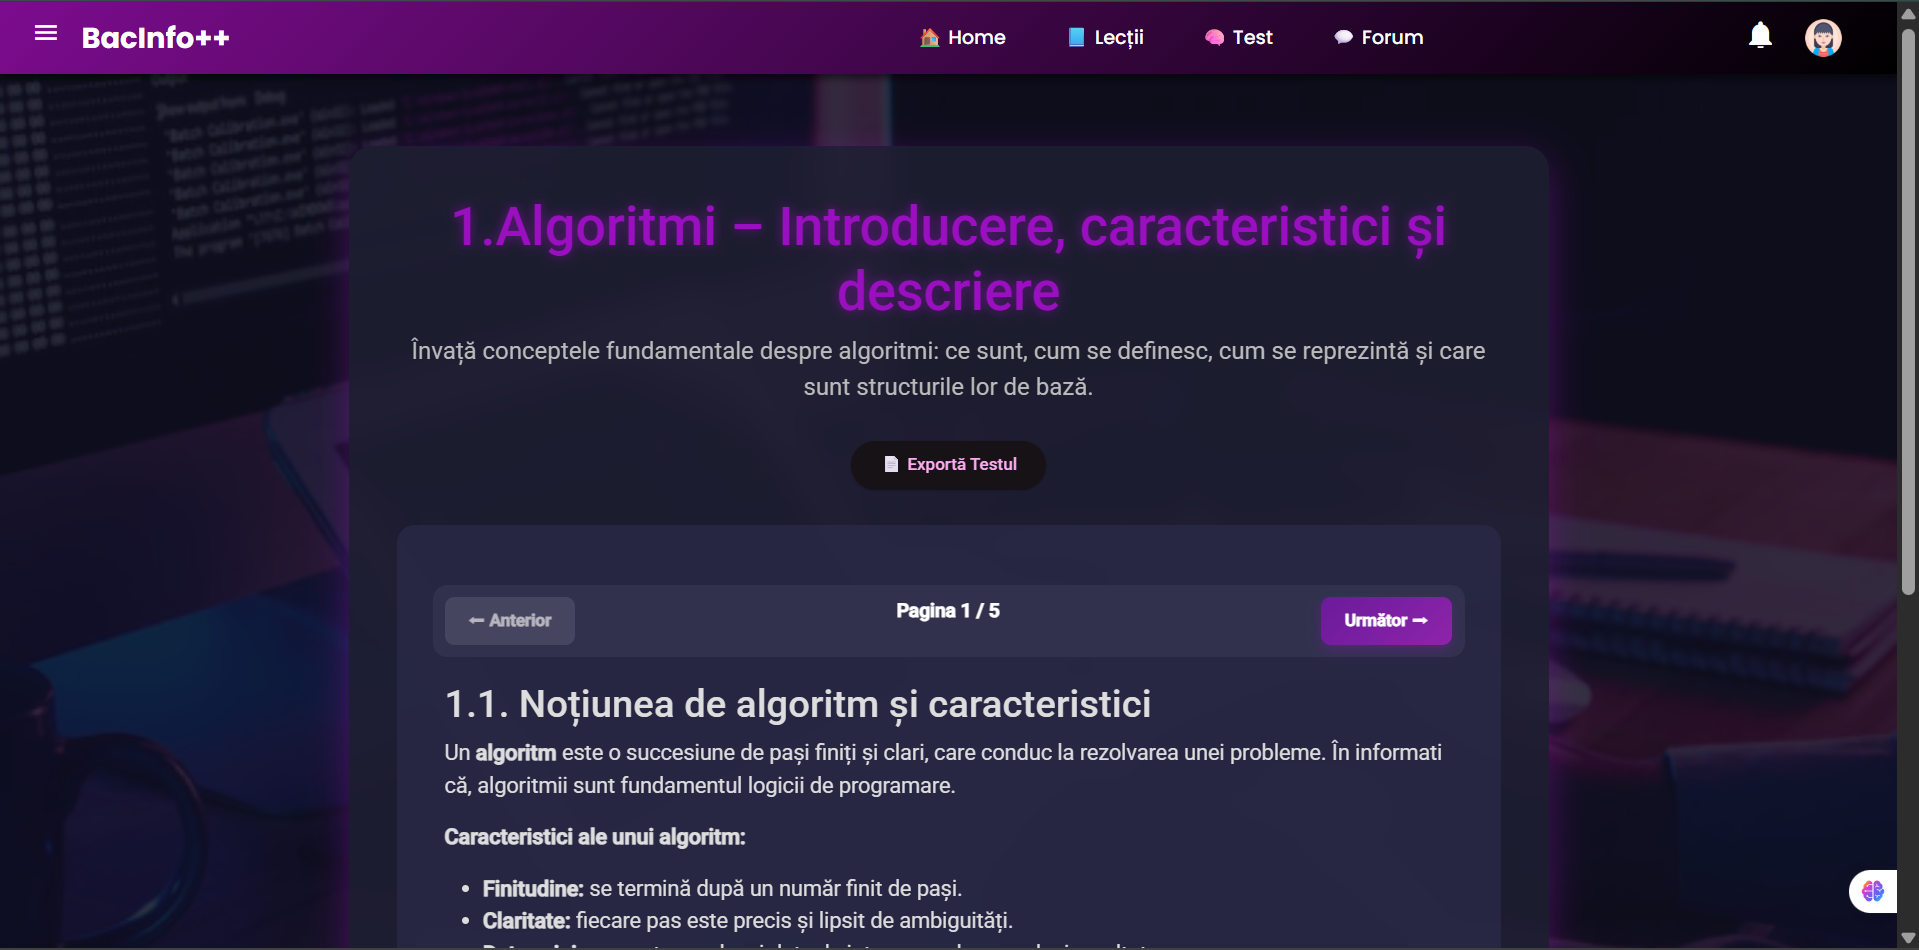 BacInfo++
Home
Lecții
Test
Forum
1.Algoritmi – Introducere, caracteristici și
descriere
Învață conceptele fundamentale despre algoritmi: ce sunt, cum se definesc, cum se reprezintă și care
sunt structurile lor de bază.
Exportă Testul
← Anterior
Pagina 1 / 5
Următor →
1.1. Noțiunea de algoritm și caracteristici
Un algoritm este o succesiune de pași finiți și clari, care conduc la rezolvarea unei probleme. În informati
că, algoritmii sunt fundamentul logicii de programare.
Caracteristici ale unui algoritm:
• Finitudine: se termină după un număr finit de pași.
• Claritate: fiecare pas este precis și lipsit de ambiguități.